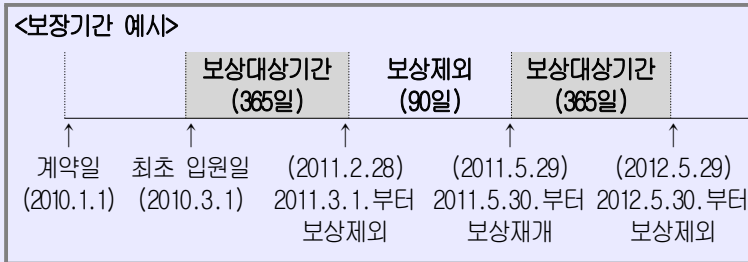 <보장기간 예시>
보상대상기간 보상제외 보상대상기간
(365일) (90일) (365일)
↑ ↑ ↑ ↑ ↑
계약일 최초 입원일 (2011.2.28) (2011.5.29) (2012.5.29)
(2010.1.1) (2010.3.1) 2011.3.1.부터 2011.5.30.부터 2012.5.30.부터
보상제외 보상재개 보상제외